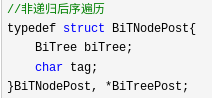 //非递归后序遍历
typedef struct BiTNodePost{
    BiTree biTree;
    char tag;
}BiTNodePost, *BiTreePost;